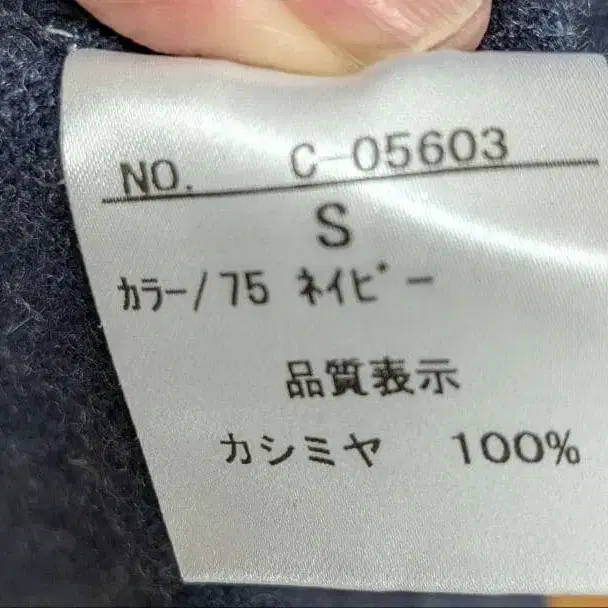 NO. C-05603
S
カラー/75 ネイビー
品質表示
カシミヤ 100%